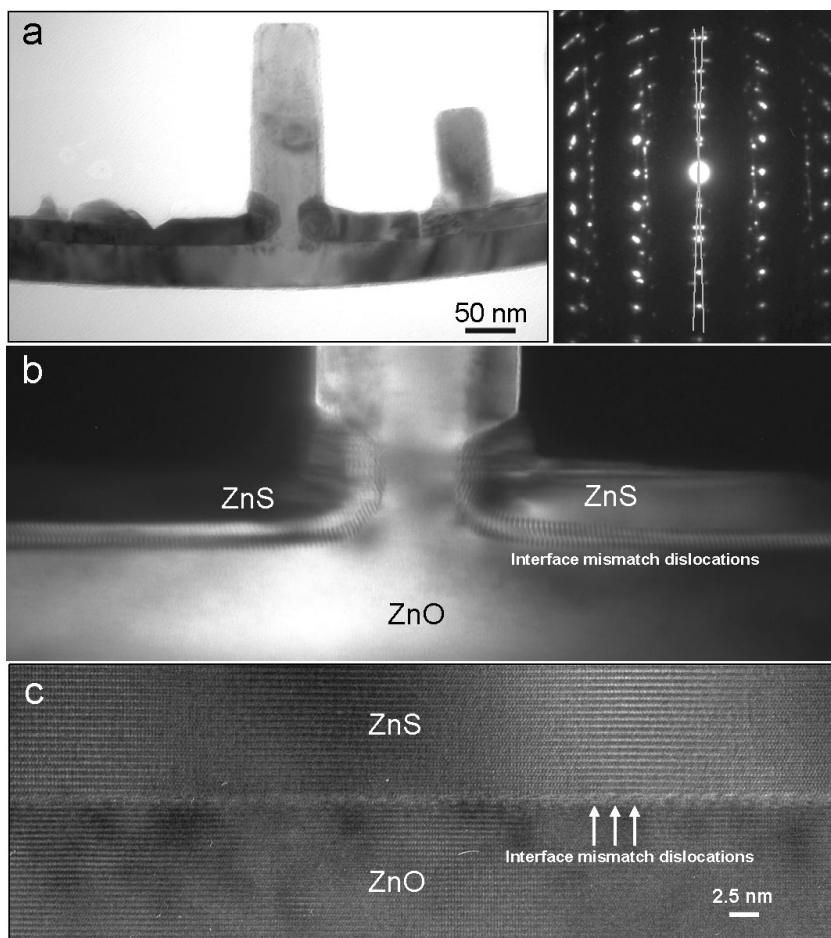 a
50 nm
b
ZnS
ZnS
Interface mismatch dislocations
ZnO
c
ZnS
Interface mismatch dislocations
ZnO
2.5 nm